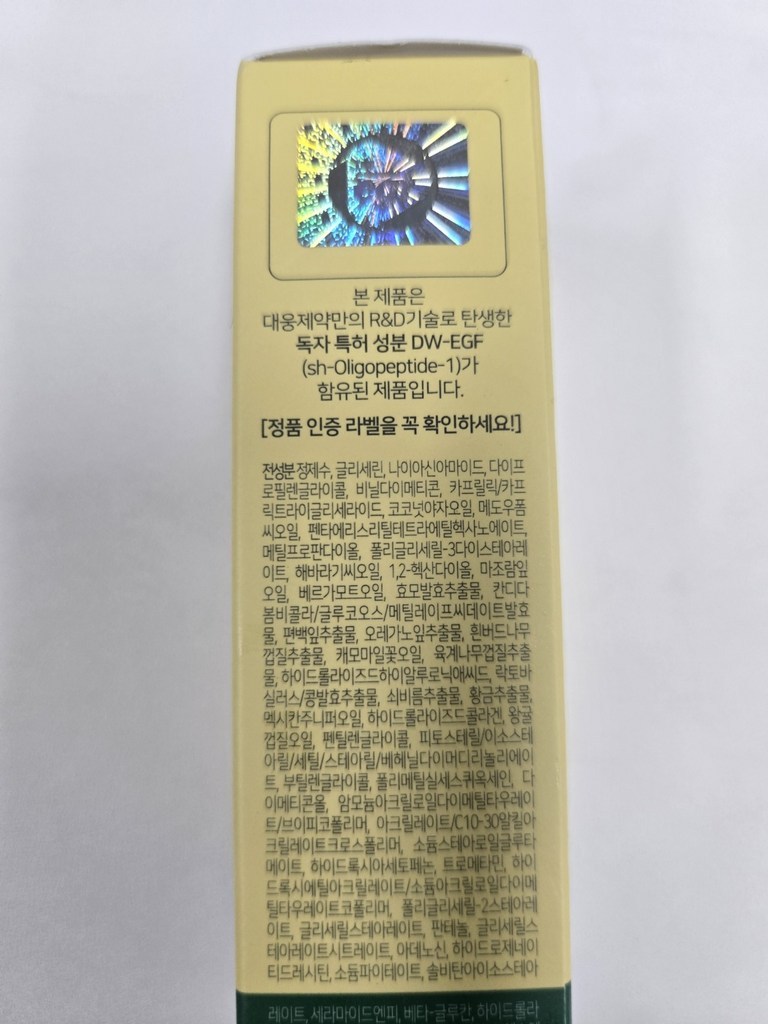 본 제품은
대웅제약만의 R&D기술로 탄생한
독자 특허 성분 DW-EGF
(sh-Oligopeptide-1)가
함유된 제품입니다.
[정품 인증 라벨을 꼭 확인하세요!]
전성분 정제수, 글리세린, 나이아신아마이드, 다이프
로필렌글라이콜, 비닐다이메티콘, 카프릴릭/카프
릭트라이글리세라이드, 코코넛야자오일, 메도우폼
씨오일, 펜타에리스리틸테트라에틸헥사노에이트,
메틸프로판다이올, 폴리글리세릴-3다이스테아레
이트, 해바라기씨오일, 1,2-헥산다이올, 마조람잎
오일, 베르가모트오일, 효모발효추출물, 칸디다
봄비콜라/글루코오스/메틸레이프씨데이트발효
물, 편백잎추출물, 오레가노잎추출물, 흰버드나무
껍질추출물, 캐모마일꽃오일, 육계나무껍질추출
물, 하이드롤라이즈드하이알루로닉애씨드, 락토바
실러스/콩발효추출물, 쇠비름추출물, 황금추출물,
멕시칸주니퍼오일, 하이드롤라이즈드콜라겐, 왕귤
껍질오일, 펜틸렌글라이콜, 피토스테릴/이소스테
아릴/세틸/스테아릴/베헤닐다이머디리놀리에이
트, 부틸렌글라이콜, 폴리메틸실세스퀴옥세인, 다
이메티콘올, 암모늄아크릴로일다이메틸타우레이
트/브이피코폴리머, 아크릴레이트/C10-30알킬아
크릴레이트크로스폴리머, 소듐스테아로일글루타
메이트, 하이드록시아세토페논, 트로메타민, 하이
드록시에틸아크릴레이트/소듐아크릴로일다이메
틸타우레이트코폴리머, 폴리글리세릴-2스테아레
이트, 글리세릴스테아레이트, 판테놀, 글리세릴스
테아레이트시트레이트, 아데노신, 하이드로제네이
티드레시틴, 소듐파이테이트, 솔비탄아이소스테아
레이트, 세라마이드엔피, 베타-글루칸, 하이드롤라